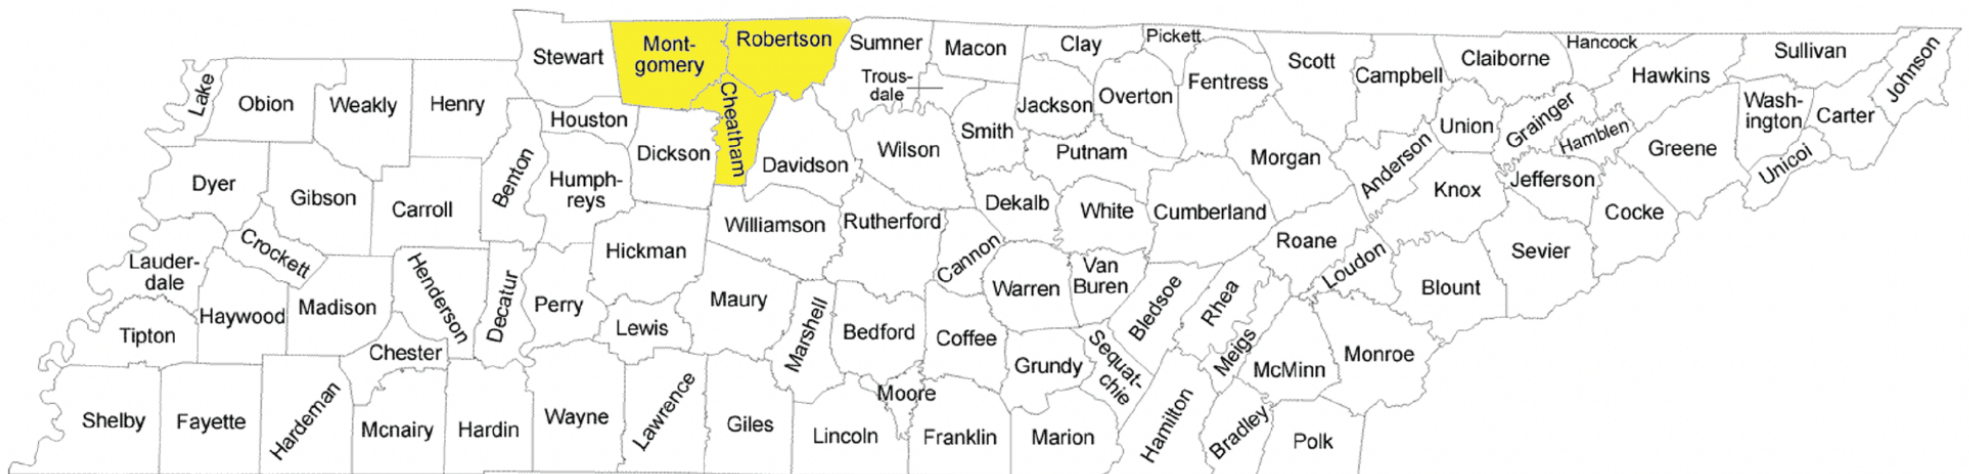 Lake
Obion
Weakly
Henry
Stewart
Mont-
gomery
Robertson
Sumner
Macon
Clay
Pickett
Fentress
Scott
Campbell
Claiborne
Hancock
Hawkins
Sullivan
Johnson
Trous-
dale
Houston
Cheatham
Jackson
Overton
Union
Grainger
Hamblen
Wash-
ington
Carter
Unicoi
Greene
Dyer
Gibson
Carroll
Benton
Humph-
reys
Dickson
Davidson
Wilson
Smith
Putnam
Morgan
Anderson
Knox
Jefferson
Cocke
Crockett
Williamson
Rutherford
Dekalb
White
Cumberland
Roane
Loudon
Sevier
Blount
Lauder-
dale
Haywood
Madison
Henderson
Decatur
Perry
Hickman
Lewis
Maury
Marshall
Bedford
Cannon
Coffee
Warren
Van
Buren
Bledsoe
Rhea
Meigs
Tipton
Chester
Grundy
Sequat-
chie
McMinn
Monroe
Shelby
Fayette
Hardeman
Mcnairy
Hardin
Wayne
Lawrence
Giles
Lincoln
Moore
Franklin
Marion
Hamilton
Bradley
Polk